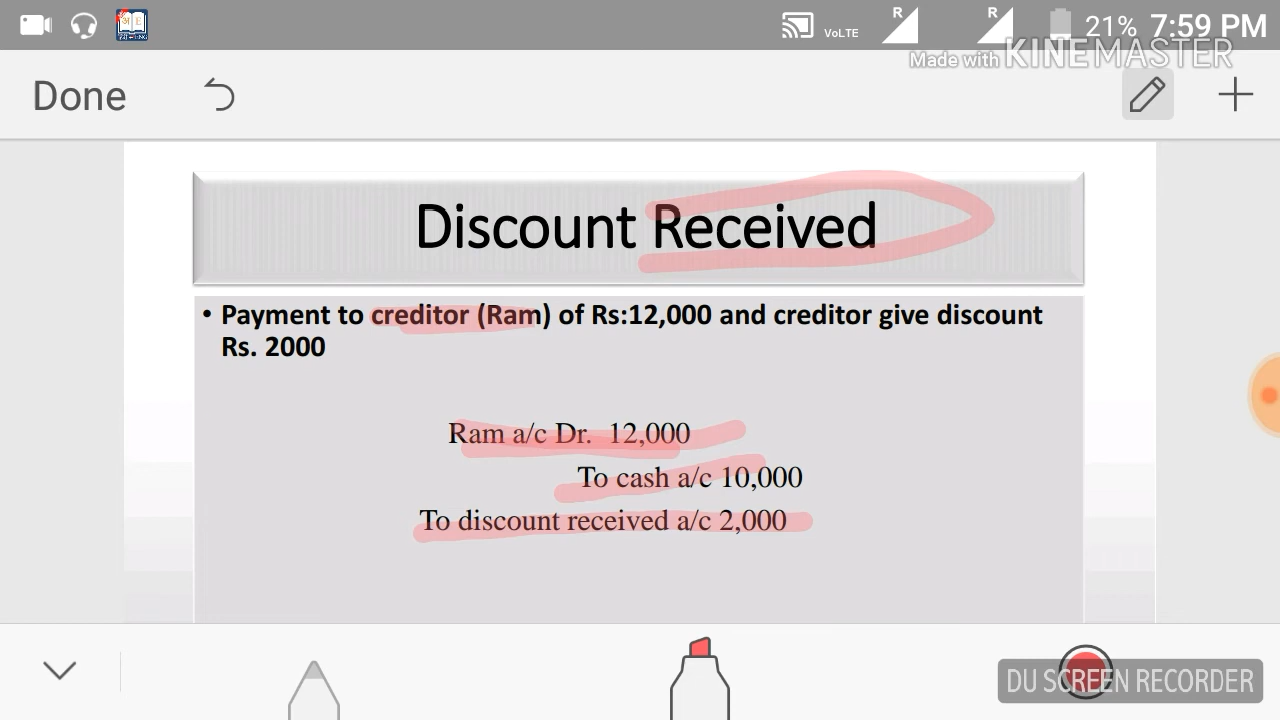 VoLTE
R
R
21% 7:59 PM
Made with KINEMASTER
Done
Discount Received
• Payment to creditor (Ram) of Rs:12,000 and creditor give discount
Rs. 2000
Ram a/c Dr. 12,000
To cash a/c 10,000
To discount received a/c 2,000
DU SCREEN RECORDER